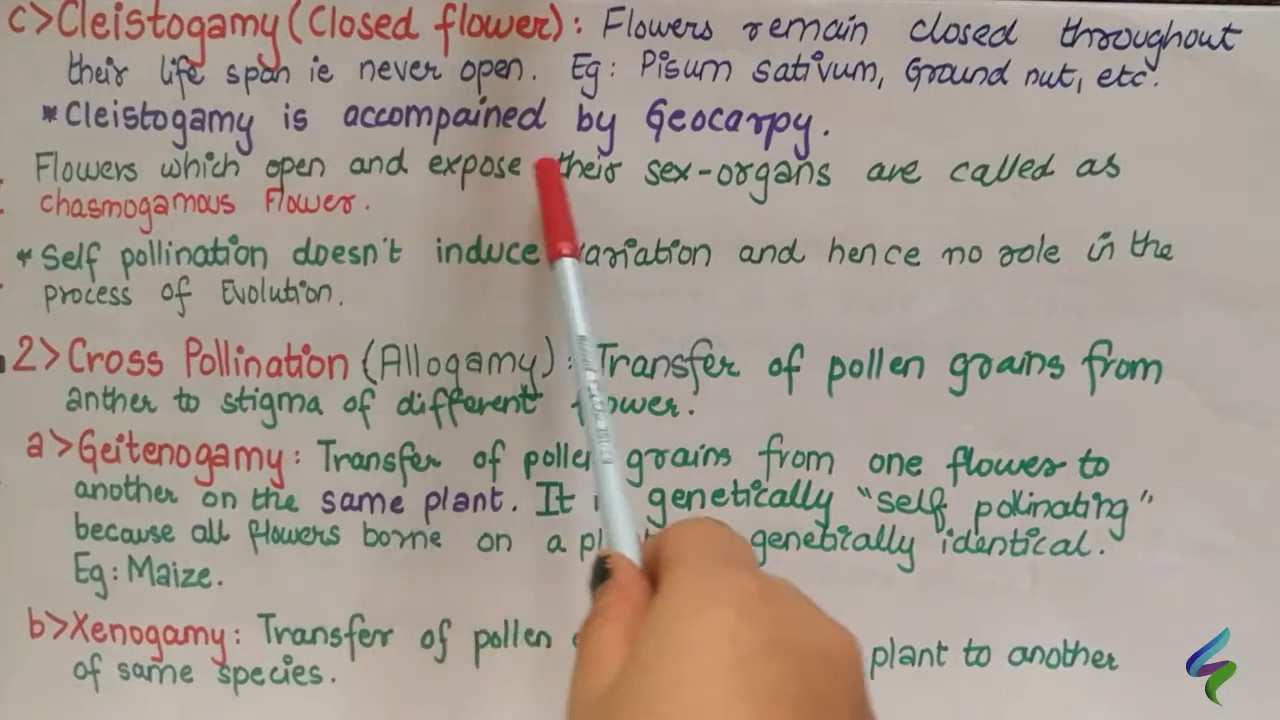 c>Cleistogamy (Closed flower): Flowers remain closed throughout
their life span ie never open. Eg: Pisum sativum, Ground nut, etc.
*Cleistogamy is accompained by Geocarpy.
Flowers which open and expose their sex-organs are called as
chasmogamous Flower.
* Self pollination doesn't induce variation and hence no role in the
process of Evolution.
2> Cross Pollination (Allogamy): Transfer of pollen grains from
anther to stigma of different flower.
a>Geitenogamy: Transfer of pollen grains from one flower to
another on the same plant. It genetically "self pollinating"
because all flowers borne on a genetically identical.
Eg: Maize.
b>Xenogamy: Transfer of pollen plant to another
of same species.